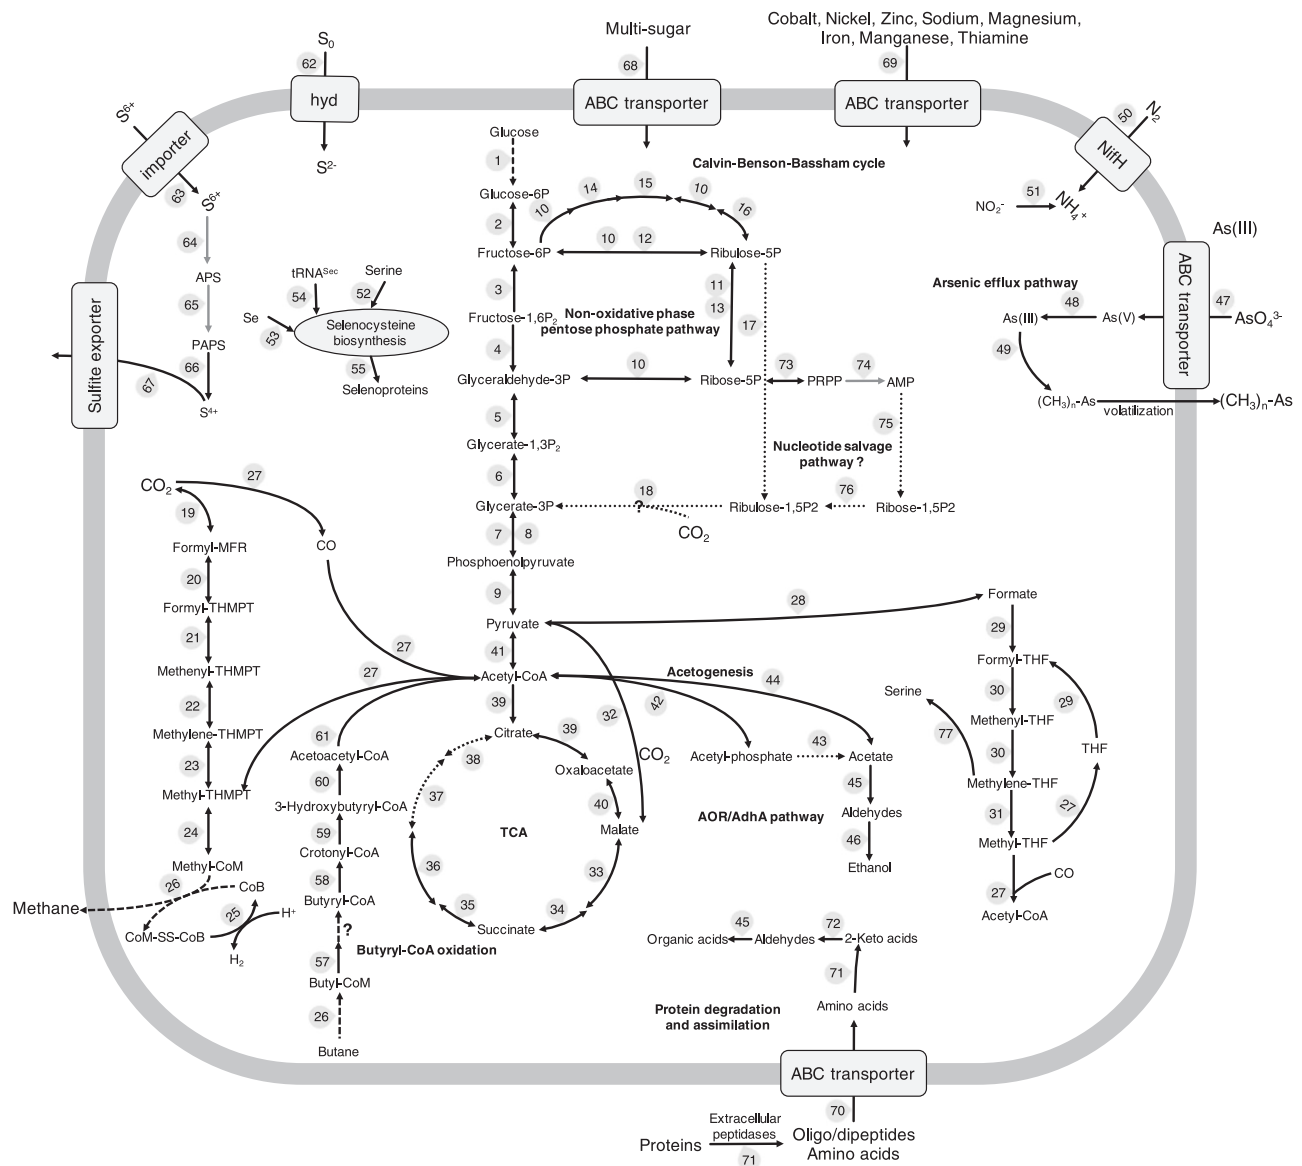 Cobalt, Nickel, Zinc, Sodium, Magnesium,
Iron, Manganese, Thiamine
Multi-sugar
S0
62
68
69
hyd
ABC transporter
ABC transporter
S2-
S6+
importer
63
S6+
64
APS
65
PAPS
66
S4+
67
Sulfite exporter
50
N2
NifH
51
NO2-
NH4+
As(III)
ABC transporter
Arsenic efflux pathway
47
AsO43-
48
As(V)
As(III)
49
(CH3)n-As
volatilization
(CH3)n-As
tRNASec
Serine
54
52
Se
53
Selenocysteine
biosynthesis
55
Selenoproteins
Glucose
1
Glucose-6P
2
Fructose-6P
3
Fructose-1,6P2
4
Glyceraldehyde-3P
5
Glycerate-1,3P2
6
Glycerate-3P
7
8
Phosphoenolpyruvate
9
Pyruvate
41
Acetyl-CoA
Calvin-Benson-Bassham cycle
10
14
15
10
16
10
12
Ribulose-5P
11
13
17
Non-oxidative phase
pentose phosphate pathway
10
Ribose-5P
73
PRPP
74
AMP
75
Nucleotide salvage
pathway ?
18
?
CO2
Ribulose-1,5P2
76
Ribose-1,5P2
CO2
27
19
CO
Formyl-MFR
20
Formyl-THMPT
21
Methenyl-THMPT
22
Methylene-THMPT
23
Methyl-THMPT
24
Methyl-CoM
27
27
26
CoB
Methane
CoM-SS-CoB
25
H+
H2
61
Acetoacetyl-CoA
60
3-Hydroxybutyryl-CoA
59
Crotonyl-CoA
58
Butyryl-CoA
?
Butyryl-CoA oxidation
57
Butyl-CoM
26
Butane
39
Citrate
39
38
Oxaloacetate
37
40
TCA
Malate
36
33
35
34
Succinate
32
CO2
28
Acetogenesis
44
42
Acetyl-phosphate
43
Acetate
45
AOR/AdhA pathway
Aldehydes
46
Ethanol
Formate
29
Formyl-THF
30
Serine
Methenyl-THF
29
77
30
THF
Methylene-THF
31
27
Methyl-THF
27
CO
Acetyl-CoA
45
72
Organic acids
Aldehydes
2-Keto acids
71
Protein degradation
and assimilation
Amino acids
ABC transporter
70
Extracellular
peptidases
Proteins
71
Oligo/dipeptides
Amino acids